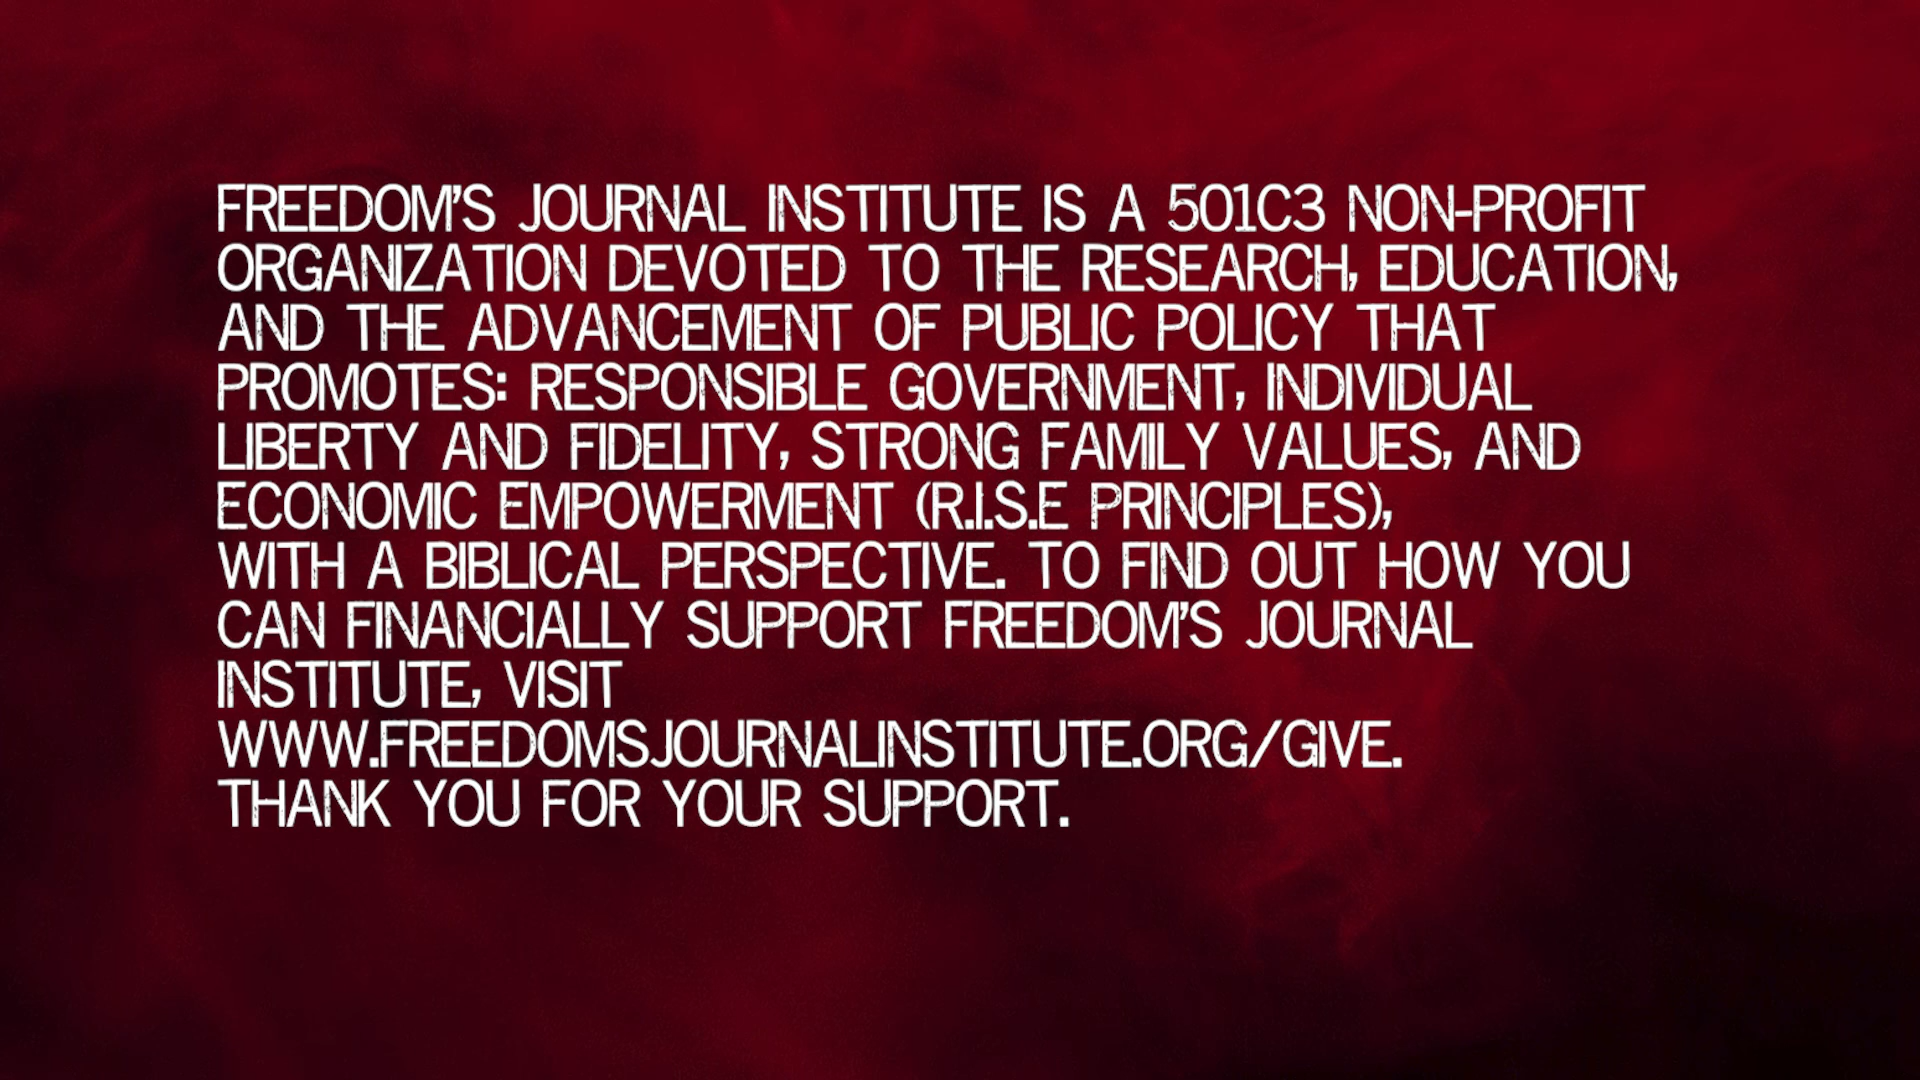 FREEDOM'S JOURNAL INSTITUTE IS A 501C3 NON-PROFIT
ORGANIZATION DEVOTED TO THE RESEARCH, EDUCATION,
AND THE ADVANCEMENT OF PUBLIC POLICY THAT
PROMOTES: RESPONSIBLE GOVERNMENT, INDIVIDUAL
LIBERTY AND FIDELITY, STRONG FAMILY VALUES, AND
ECONOMIC EMPOWERMENT (R.I.S.E PRINCIPLES),
WITH A BIBLICAL PERSPECTIVE. TO FIND OUT HOW YOU
CAN FINANCIALLY SUPPORT FREEDOM'S JOURNAL
INSTITUTE, VISIT
WWW.FREEDOMSJOURNALINSTITUTE.ORG/GIVE.
THANK YOU FOR YOUR SUPPORT.